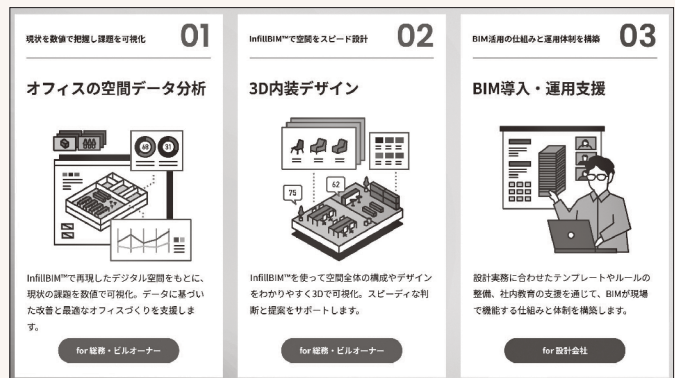 現状を数値で把握し課題を可視化 01
オフィスの空間データ分析
68 31
InfillBIM™で再現したデジタル空間をもとに、
現状の課題を数値で可視化。データに基づい
た改善と最適なオフィスづくりを支援しま
す。
for 総務・ビルオーナー
InfillBIM™で空間をスピード設計 02
3D内装デザイン
75 62
InfillBIM™を使って空間全体の構成やデザイン
をわかりやすく3Dで可視化。スピーディな判
断と提案をサポートします。
for 総務・ビルオーナー
BIM活用の仕組みと運用体制を構築 03
BIM導入・運用支援
設計実務に合わせたテンプレートやルールの
整備、社内教育の支援を通じて、BIMが現場
で機能する仕組みと体制を構築します。
for 設計会社